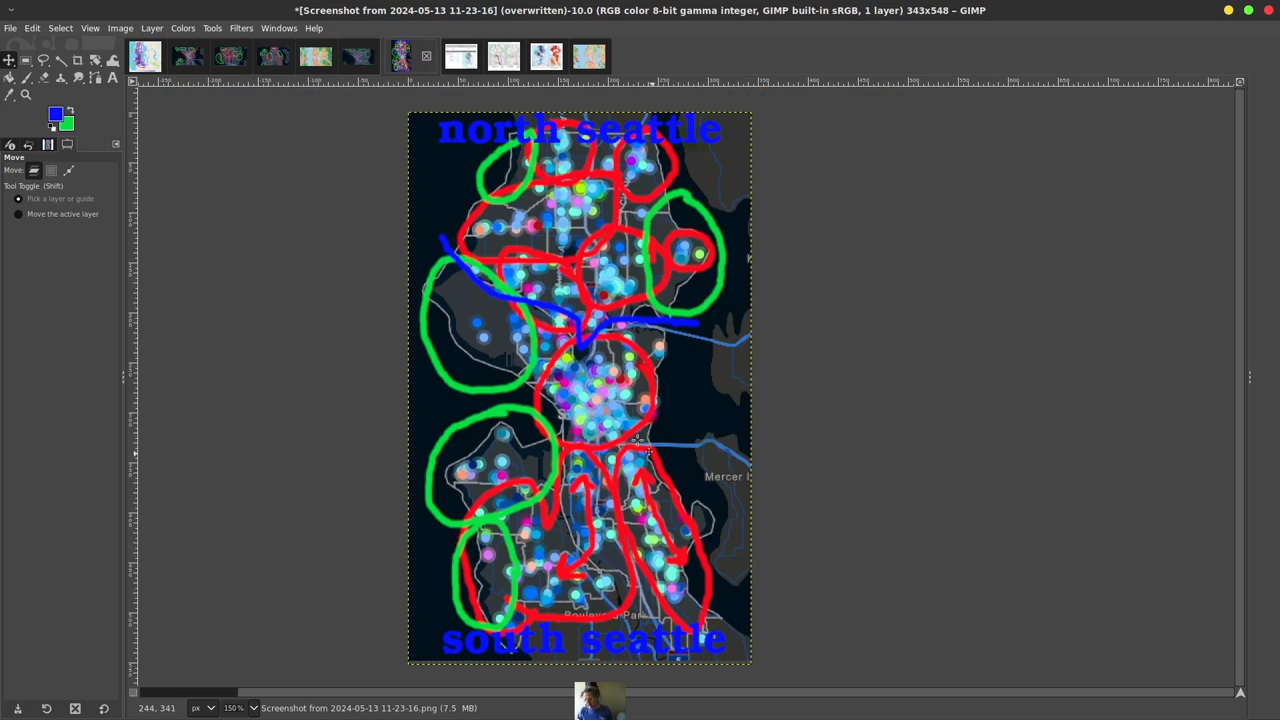 *[Screenshot from 2024-05-13 11-23-16] (overwritten)-10.0 (RGB color 8-bit gamma integer, GIMP built-in sRGB, 1 layer) 343x548 – GIMP
File Edit Select View Image Layer Colors Tools Filters Windows Help
Move
Move:
Tool Toggle (Shift)
Pick a layer or guide
Move the active layer
north seattle
Mercer I
Boulevard Park
south seattle
244, 341 px 150% Screenshot from 2024-05-13 11-23-16.png (7.5 MB)